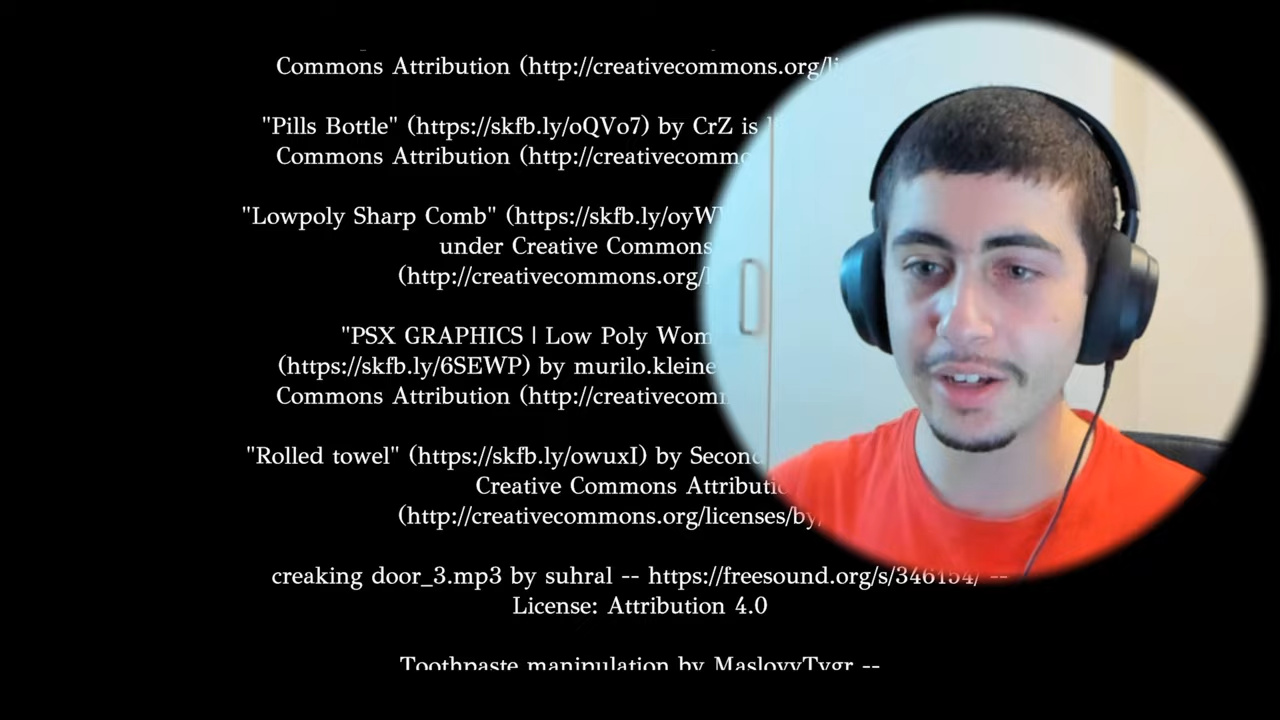 Commons Attribution (http://creativecommons.org/li
"Pills Bottle" (https://skfb.ly/oQVo7) by CrZ is
Commons Attribution (http://creativecommo
"Lowpoly Sharp Comb" (https://skfb.ly/oyW
under Creative Commons
(http://creativecommons.org/
"PSX GRAPHICS | Low Poly Wom
(https://skfb.ly/6SEWP) by murilo.kleine
Commons Attribution (http://creativecom
"Rolled towel" (https://skfb.ly/owuxI) by Second
Creative Commons Attributi
(http://creativecommons.org/licenses/by/
creaking door_3.mp3 by suhral -- https://freesound.org/s/346154/ --
License: Attribution 4.0
Toothpaste manipulation by MaslovyTygr --